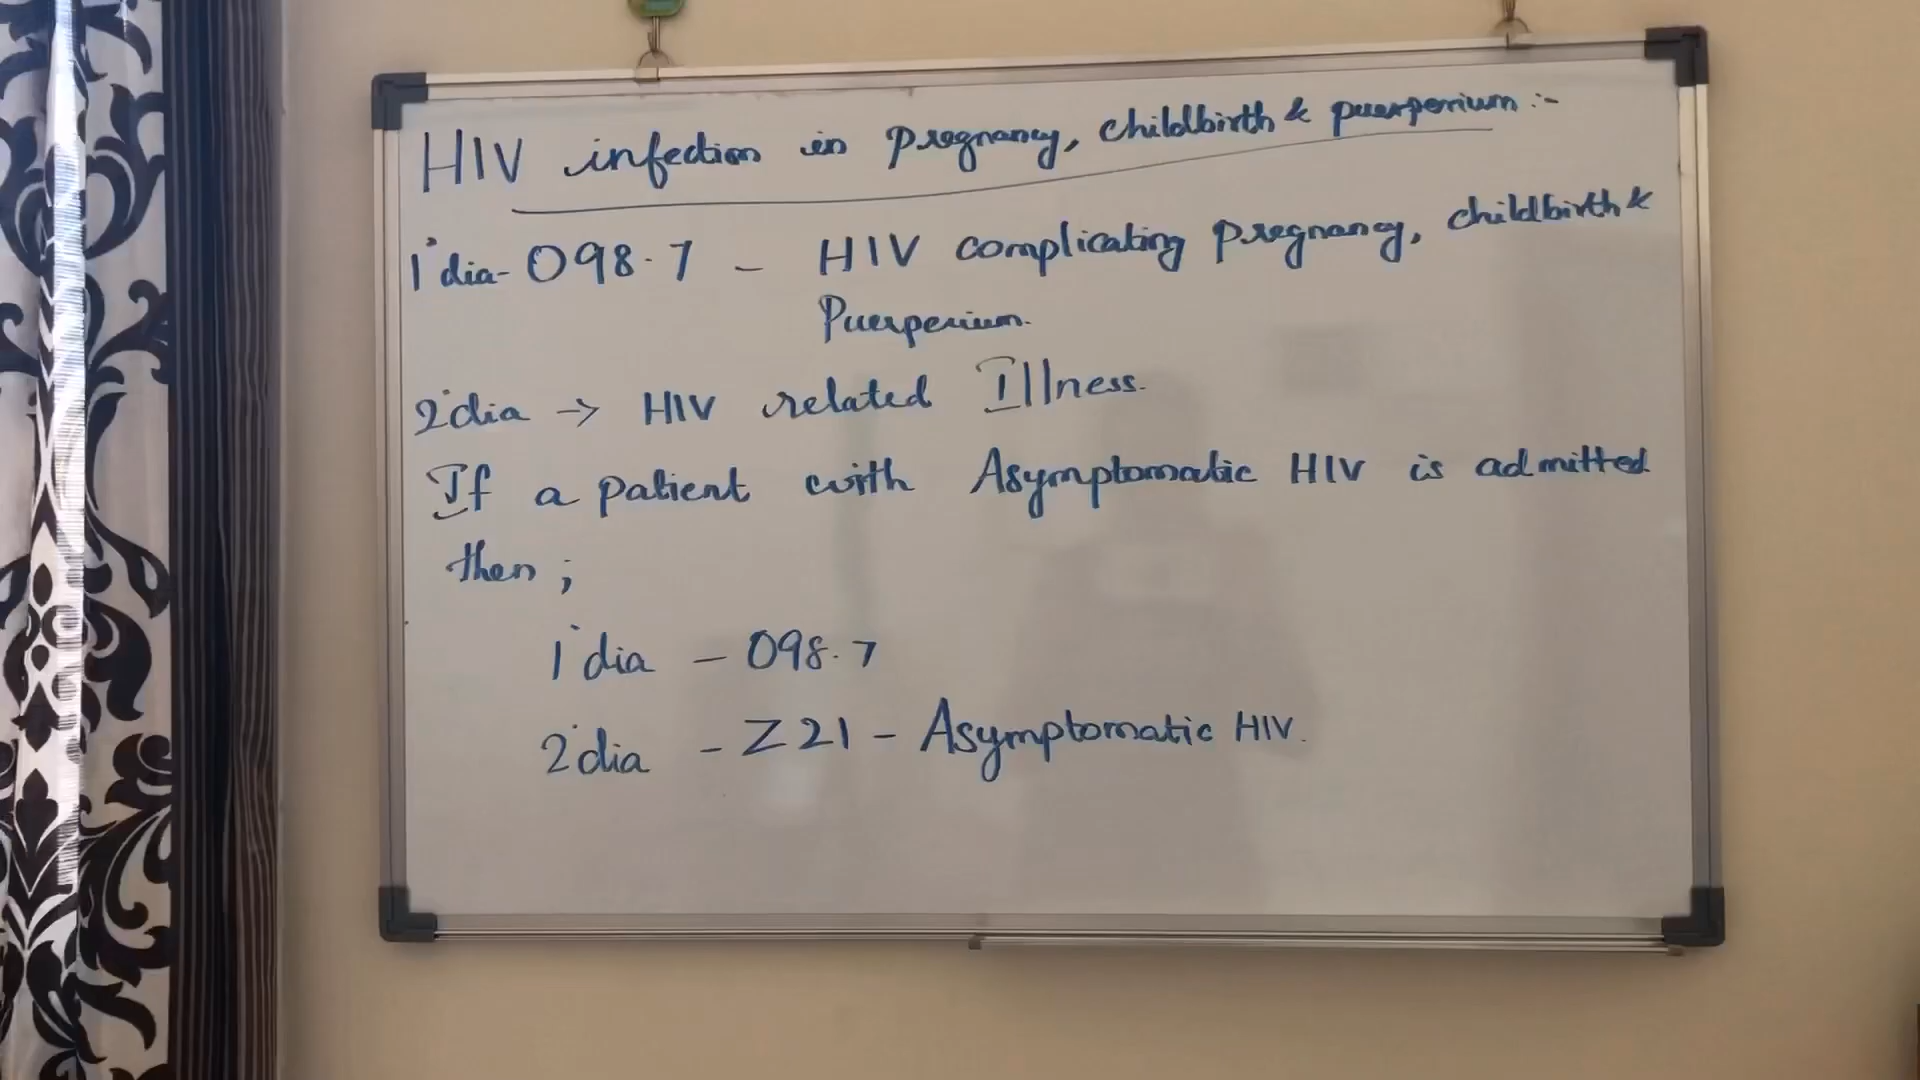 HIV infection in pregnancy, childbirth & puerperium :-
1° dia - O98.7 - HIV complicating pregnancy, childbirth &
Puerperium.
2° dia → HIV related Illness.
If a patient with Asymptomatic HIV is admitted
then ;
1° dia - O98.7
2° dia - Z21 - Asymptomatic HIV.